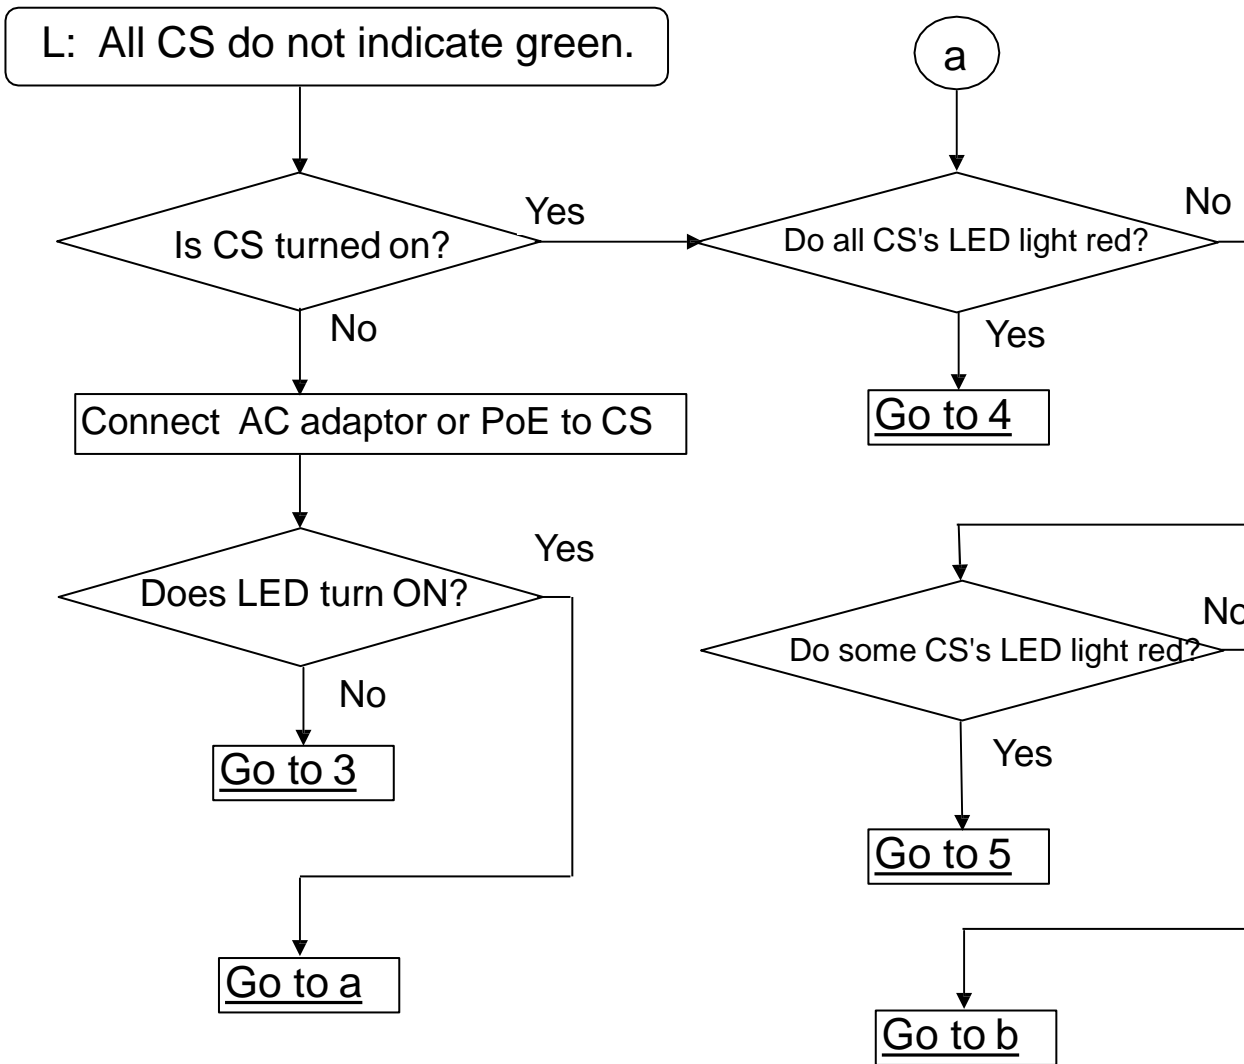 L: All CS do not indicate green.
a
Yes
No
Is CS turned on?
Do all CS's LED light red?
No
Yes
Connect AC adaptor or PoE to CS
Go to 4
Yes
Does LED turn ON?
No
Do some CS's LED light red?
No
Yes
Go to 3
Go to 5
Go to a
Go to b